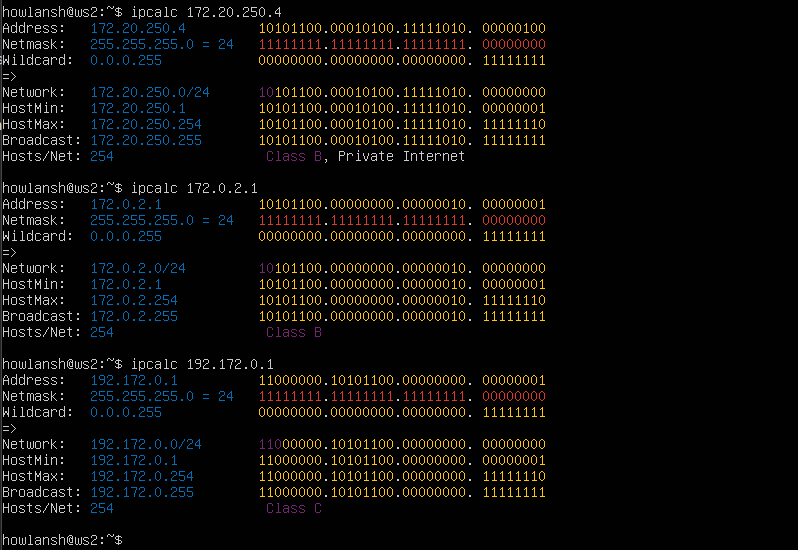 howlansh@ws2:~$ ipcalc 172.20.250.4
Address:   172.20.250.4         10101100.00010100.11111010. 00000100
Netmask:   255.255.255.0 = 24   11111111.11111111.11111111. 00000000
Wildcard:  0.0.0.255            00000000.00000000.00000000. 11111111
=>
Network:   172.20.250.0/24      10101100.00010100.11111010. 00000000
HostMin:   172.20.250.1         10101100.00010100.11111010. 00000001
HostMax:   172.20.250.254       10101100.00010100.11111010. 11111110
Broadcast: 172.20.250.255       10101100.00010100.11111010. 11111111
Hosts/Net: 254                   Class B, Private Internet
howlansh@ws2:~$ ipcalc 172.0.2.1
Address:   172.0.2.1            10101100.00000000.00000010. 00000001
Netmask:   255.255.255.0 = 24   11111111.11111111.11111111. 00000000
Wildcard:  0.0.0.255            00000000.00000000.00000000. 11111111
=>
Network:   172.0.2.0/24         10101100.00000000.00000010. 00000000
HostMin:   172.0.2.1            10101100.00000000.00000010. 00000001
HostMax:   172.0.2.254          10101100.00000000.00000010. 11111110
Broadcast: 172.0.2.255          10101100.00000000.00000010. 11111111
Hosts/Net: 254                   Class B
howlansh@ws2:~$ ipcalc 192.172.0.1
Address:   192.172.0.1          11000000.10101100.00000000. 00000001
Netmask:   255.255.255.0 = 24   11111111.11111111.11111111. 00000000
Wildcard:  0.0.0.255            00000000.00000000.00000000. 11111111
=>
Network:   192.172.0.0/24       11000000.10101100.00000000. 00000000
HostMin:   192.172.0.1          11000000.10101100.00000000. 00000001
HostMax:   192.172.0.254        11000000.10101100.00000000. 11111110
Broadcast: 192.172.0.255        11000000.10101100.00000000. 11111111
Hosts/Net: 254                   Class C
howlansh@ws2:~$